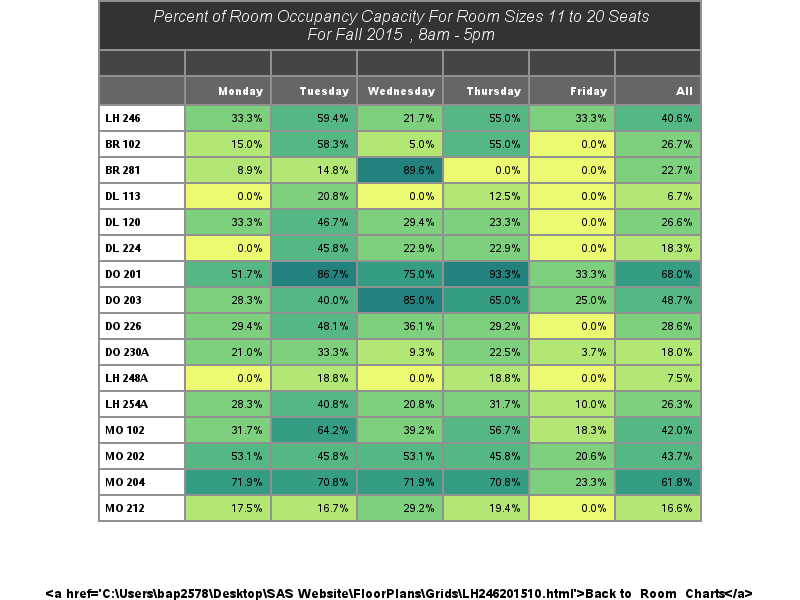 Percent of Room Occupancy Capacity For Room Sizes 11 to 20 Seats
For Fall 2015 , 8am - 5pm
Monday Tuesday Wednesday Thursday Friday All
LH 246 33.3% 59.4% 21.7% 55.0% 33.3% 40.6%
BR 102 15.0% 58.3% 5.0% 55.0% 0.0% 26.7%
BR 281 8.9% 14.8% 89.6% 0.0% 0.0% 22.7%
DL 113 0.0% 20.8% 0.0% 12.5% 0.0% 6.7%
DL 120 33.3% 46.7% 29.4% 23.3% 0.0% 26.6%
DL 224 0.0% 45.8% 22.9% 22.9% 0.0% 18.3%
DO 201 51.7% 86.7% 75.0% 93.3% 33.3% 68.0%
DO 203 28.3% 40.0% 85.0% 65.0% 25.0% 48.7%
DO 226 29.4% 48.1% 36.1% 29.2% 0.0% 28.6%
DO 230A 21.0% 33.3% 9.3% 22.5% 3.7% 18.0%
LH 248A 0.0% 18.8% 0.0% 18.8% 0.0% 7.5%
LH 254A 28.3% 40.8% 20.8% 31.7% 10.0% 26.3%
MO 102 31.7% 64.2% 39.2% 56.7% 18.3% 42.0%
MO 202 53.1% 45.8% 53.1% 45.8% 20.6% 43.7%
MO 204 71.9% 70.8% 71.9% 70.8% 23.3% 61.8%
MO 212 17.5% 16.7% 29.2% 19.4% 0.0% 16.6%
<a href='C:\Users\bap2578\Desktop\SAS Website\FloorPlans\Grids\LH246201510.html'>Back to Room Charts</a>